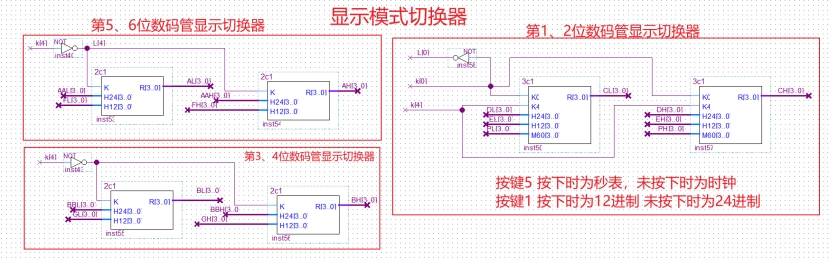 显示模式切换器
第5、6位数码管显示切换器
k[4]
NOT
L[4]
inst4
2c1
K
R[3..0]
H24[3..0]
H12[3..0]
AAL[3..0]
FL[3..0]
AL[3..0]
2c1
K
R[3..0]
H24[3..0]
H12[3..0]
AAH[3..0]
FH[3..0]
AH[3..0]
第3、4位数码管显示切换器
k[4]
NOT
2c1
K
R[3..0]
H24[3..0]
H12[3..0]
BBL[3..0]
GL[3..0]
BL[3..0]
2c1
K
R[3..0]
H24[3..0]
H12[3..0]
BBH[3..0]
GH[3..0]
BH[3..0]
第1、2位数码管显示切换器
L[0]
NOT
k[0]
k[4]
3c1
KC
R[3..0]
K4
H24[3..0]
H12[3..0]
M60[3..0]
DL[3..0]
EL[3..0]
PL[3..0]
CL[3..0]
3c1
KC
R[3..0]
K4
H24[3..0]
H12[3..0]
M60[3..0]
DH[3..0]
EH[3..0]
PH[3..0]
CH[3..0]
按键5 按下时为秒表，未按下时为时钟
按键1 按下时为12进制 未按下时为24进制